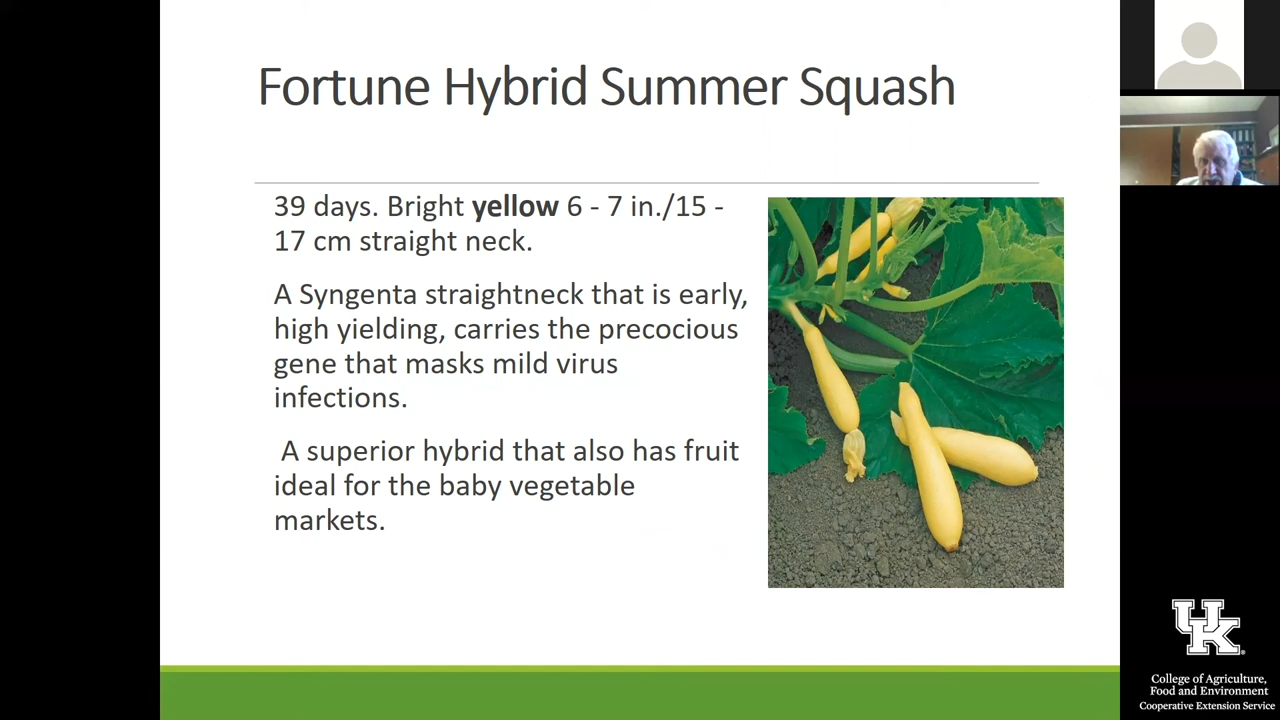 Fortune Hybrid Summer Squash
39 days. Bright yellow 6 - 7 in./15 -
17 cm straight neck.
A Syngenta straightneck that is early,
high yielding, carries the precocious
gene that masks mild virus
infections.
A superior hybrid that also has fruit
ideal for the baby vegetable
markets.
UK
College of Agriculture,
Food and Environment
Cooperative Extension Service